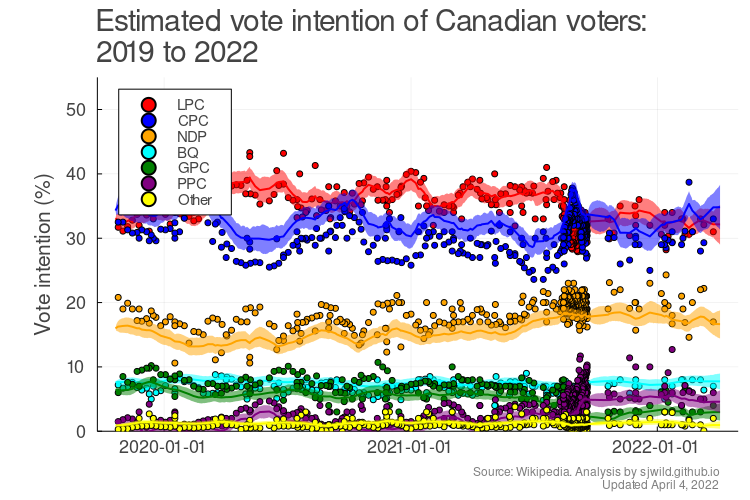 Estimated vote intention of Canadian voters:
2019 to 2022
Vote intention (%)
50
40
30
20
10
0
LPC
CPC
NDP
BQ
GPC
PPC
Other
2020-01-01
2021-01-01
2022-01-01
Source: Wikipedia. Analysis by sjwild.github.io
Updated April 4, 2022